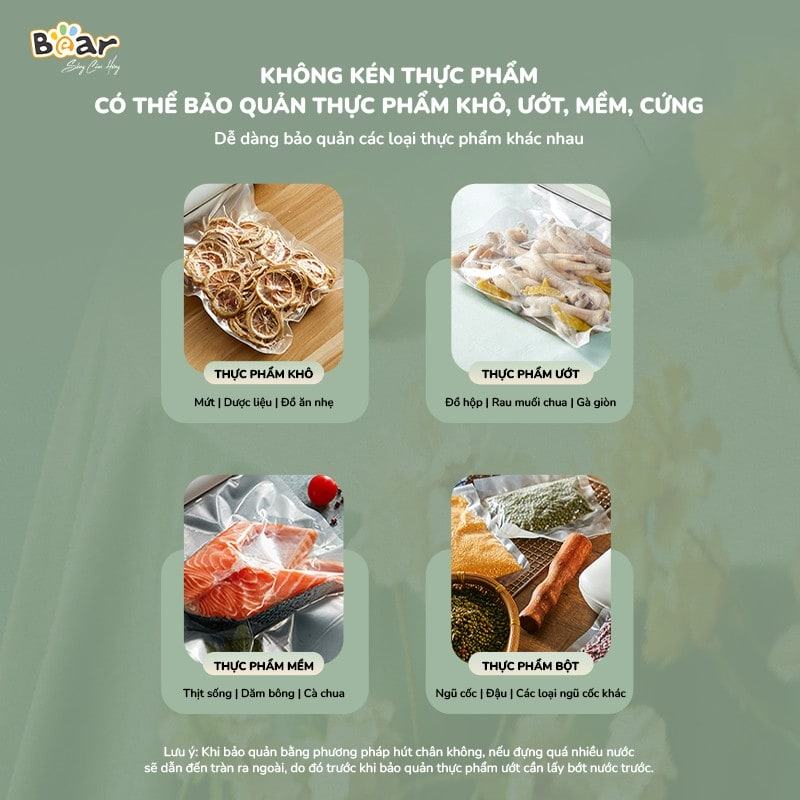 Bear
Sống Cảm Hứng
KHÔNG KÉN THỰC PHẨM
CÓ THỂ BẢO QUẢN THỰC PHẨM KHÔ, ƯỚT, MỀM, CỨNG
Dễ dàng bảo quản các loại thực phẩm khác nhau
THỰC PHẨM KHÔ
Mứt | Dược liệu | Đồ ăn nhẹ
THỰC PHẨM ƯỚT
Đồ hộp | Rau muối chua | Gà giòn
THỰC PHẨM MỀM
Thịt sống | Dăm bông | Cà chua
THỰC PHẨM BỘT
Ngũ cốc | Đậu | Các loại ngũ cốc khác
Lưu ý: Khi bảo quản bằng phương pháp hút chân không, nếu đựng quá nhiều nước
sẽ dẫn đến tràn ra ngoài, do đó trước khi bảo quản thực phẩm ướt cần lấy bớt nước trước.